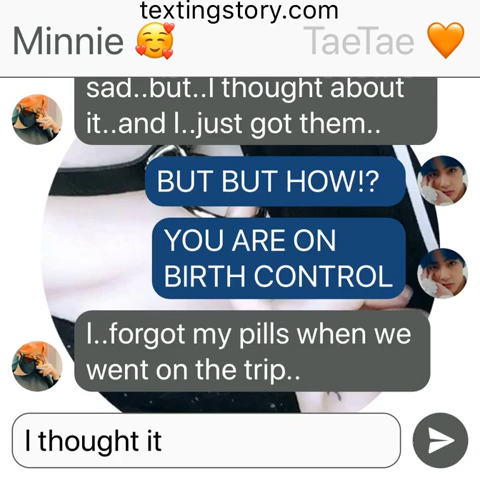 textingstory.com
Minnie 🥰 TaeTae 🧡
sad..but..I thought about
it..and I..just got them..
BUT BUT HOW!?
YOU ARE ON
BIRTH CONTROL
I..forgot my pills when we
went on the trip..
I thought it